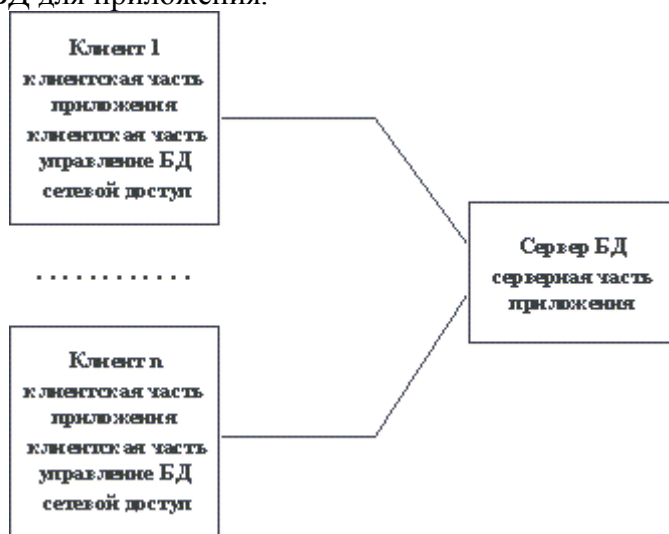 БД для приложения.
Клиент 1
клиентская часть
приложения
клиентская часть
управление БД
сетевой доступ
Сервер БД
серверная часть
приложения
. . . . . . . . . . . .
Клиент n
клиентская часть
приложения
клиентская часть
управление БД
сетевой доступ